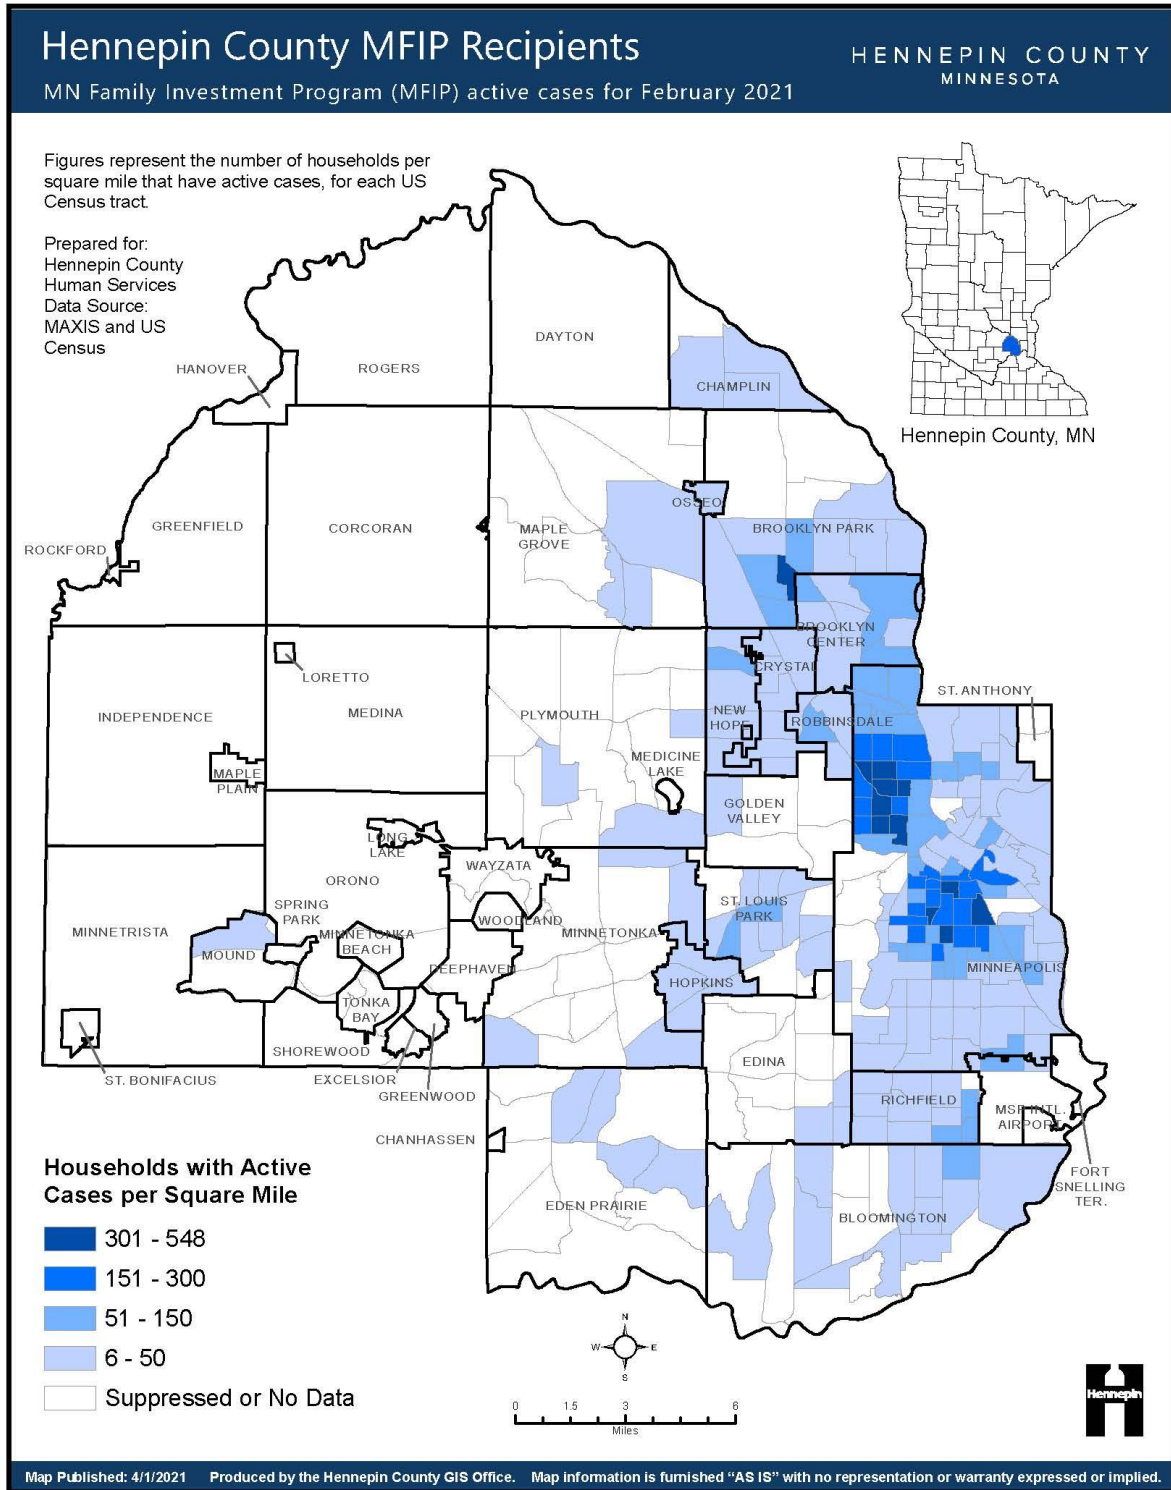 Hennepin County MFIP Recipients
MN Family Investment Program (MFIP) active cases for February 2021
HENNEPIN COUNTY
MINNESOTA
Figures represent the number of households per
square mile that have active cases, for each US
Census tract.
Prepared for:
Hennepin County
Human Services
Data Source:
MAXIS and US
Census
Hennepin County, MN
HANOVER
ROGERS
DAYTON
CHAMPLIN
GREENFIELD
CORCORAN
ROCKFORD
MAPLE
GROVE
OSSEO
BROOKLYN PARK
BROOKLYN
CENTER
LORETTO
INDEPENDENCE
MEDINA
PLYMOUTH
CRYSTAL
NEW
HOPE
ROBBINSDALE
ST. ANTHONY
MAPLE
PLAIN
MEDICINE
LAKE
GOLDEN
VALLEY
LONG
LAKE
ORONO
WAYZATA
SPRING
PARK
WOODLAND
ST. LOUIS
PARK
MINNETRISTA
MINNETONKA
BEACH
MINNETONKA
MOUND
DEEPHAVEN
HOPKINS
MINNEAPOLIS
TONKA
BAY
SHOREWOOD
EDINA
ST. BONIFACIUS
EXCELSIOR
GREENWOOD
RICHFIELD
MSP INTL.
AIRPORT
CHANHASSEN
FORT
SNELLING
TER.
EDEN PRAIRIE
BLOOMINGTON
Households with Active
Cases per Square Mile
301 - 548
151 - 300
51 - 150
6 - 50
Suppressed or No Data
N
W
E
S
0 1.5 3 6
Miles
Hennepin
Map Published: 4/1/2021 Produced by the Hennepin County GIS Office. Map information is furnished “AS IS” with no representation or warranty expressed or implied.